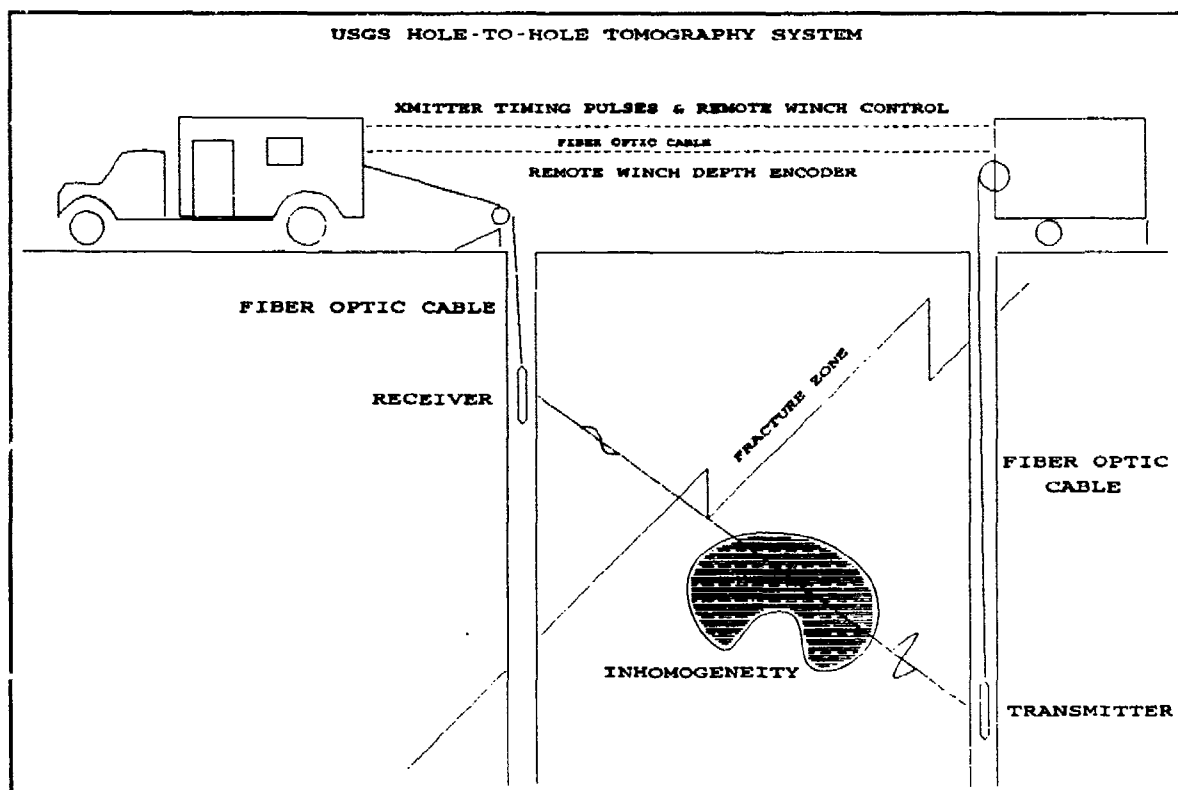 USGS HOLE-TO-HOLE TOMOGRAPHY SYSTEM
XMITTER TIMING PULSES & REMOTE WINCH CONTROL
FIBER OPTIC CABLE
REMOTE WINCH DEPTH ENCODER
FIBER OPTIC CABLE
RECEIVER
FRACTURE ZONE
FIBER OPTIC
CABLE
INHOMOGENEITY
TRANSMITTER